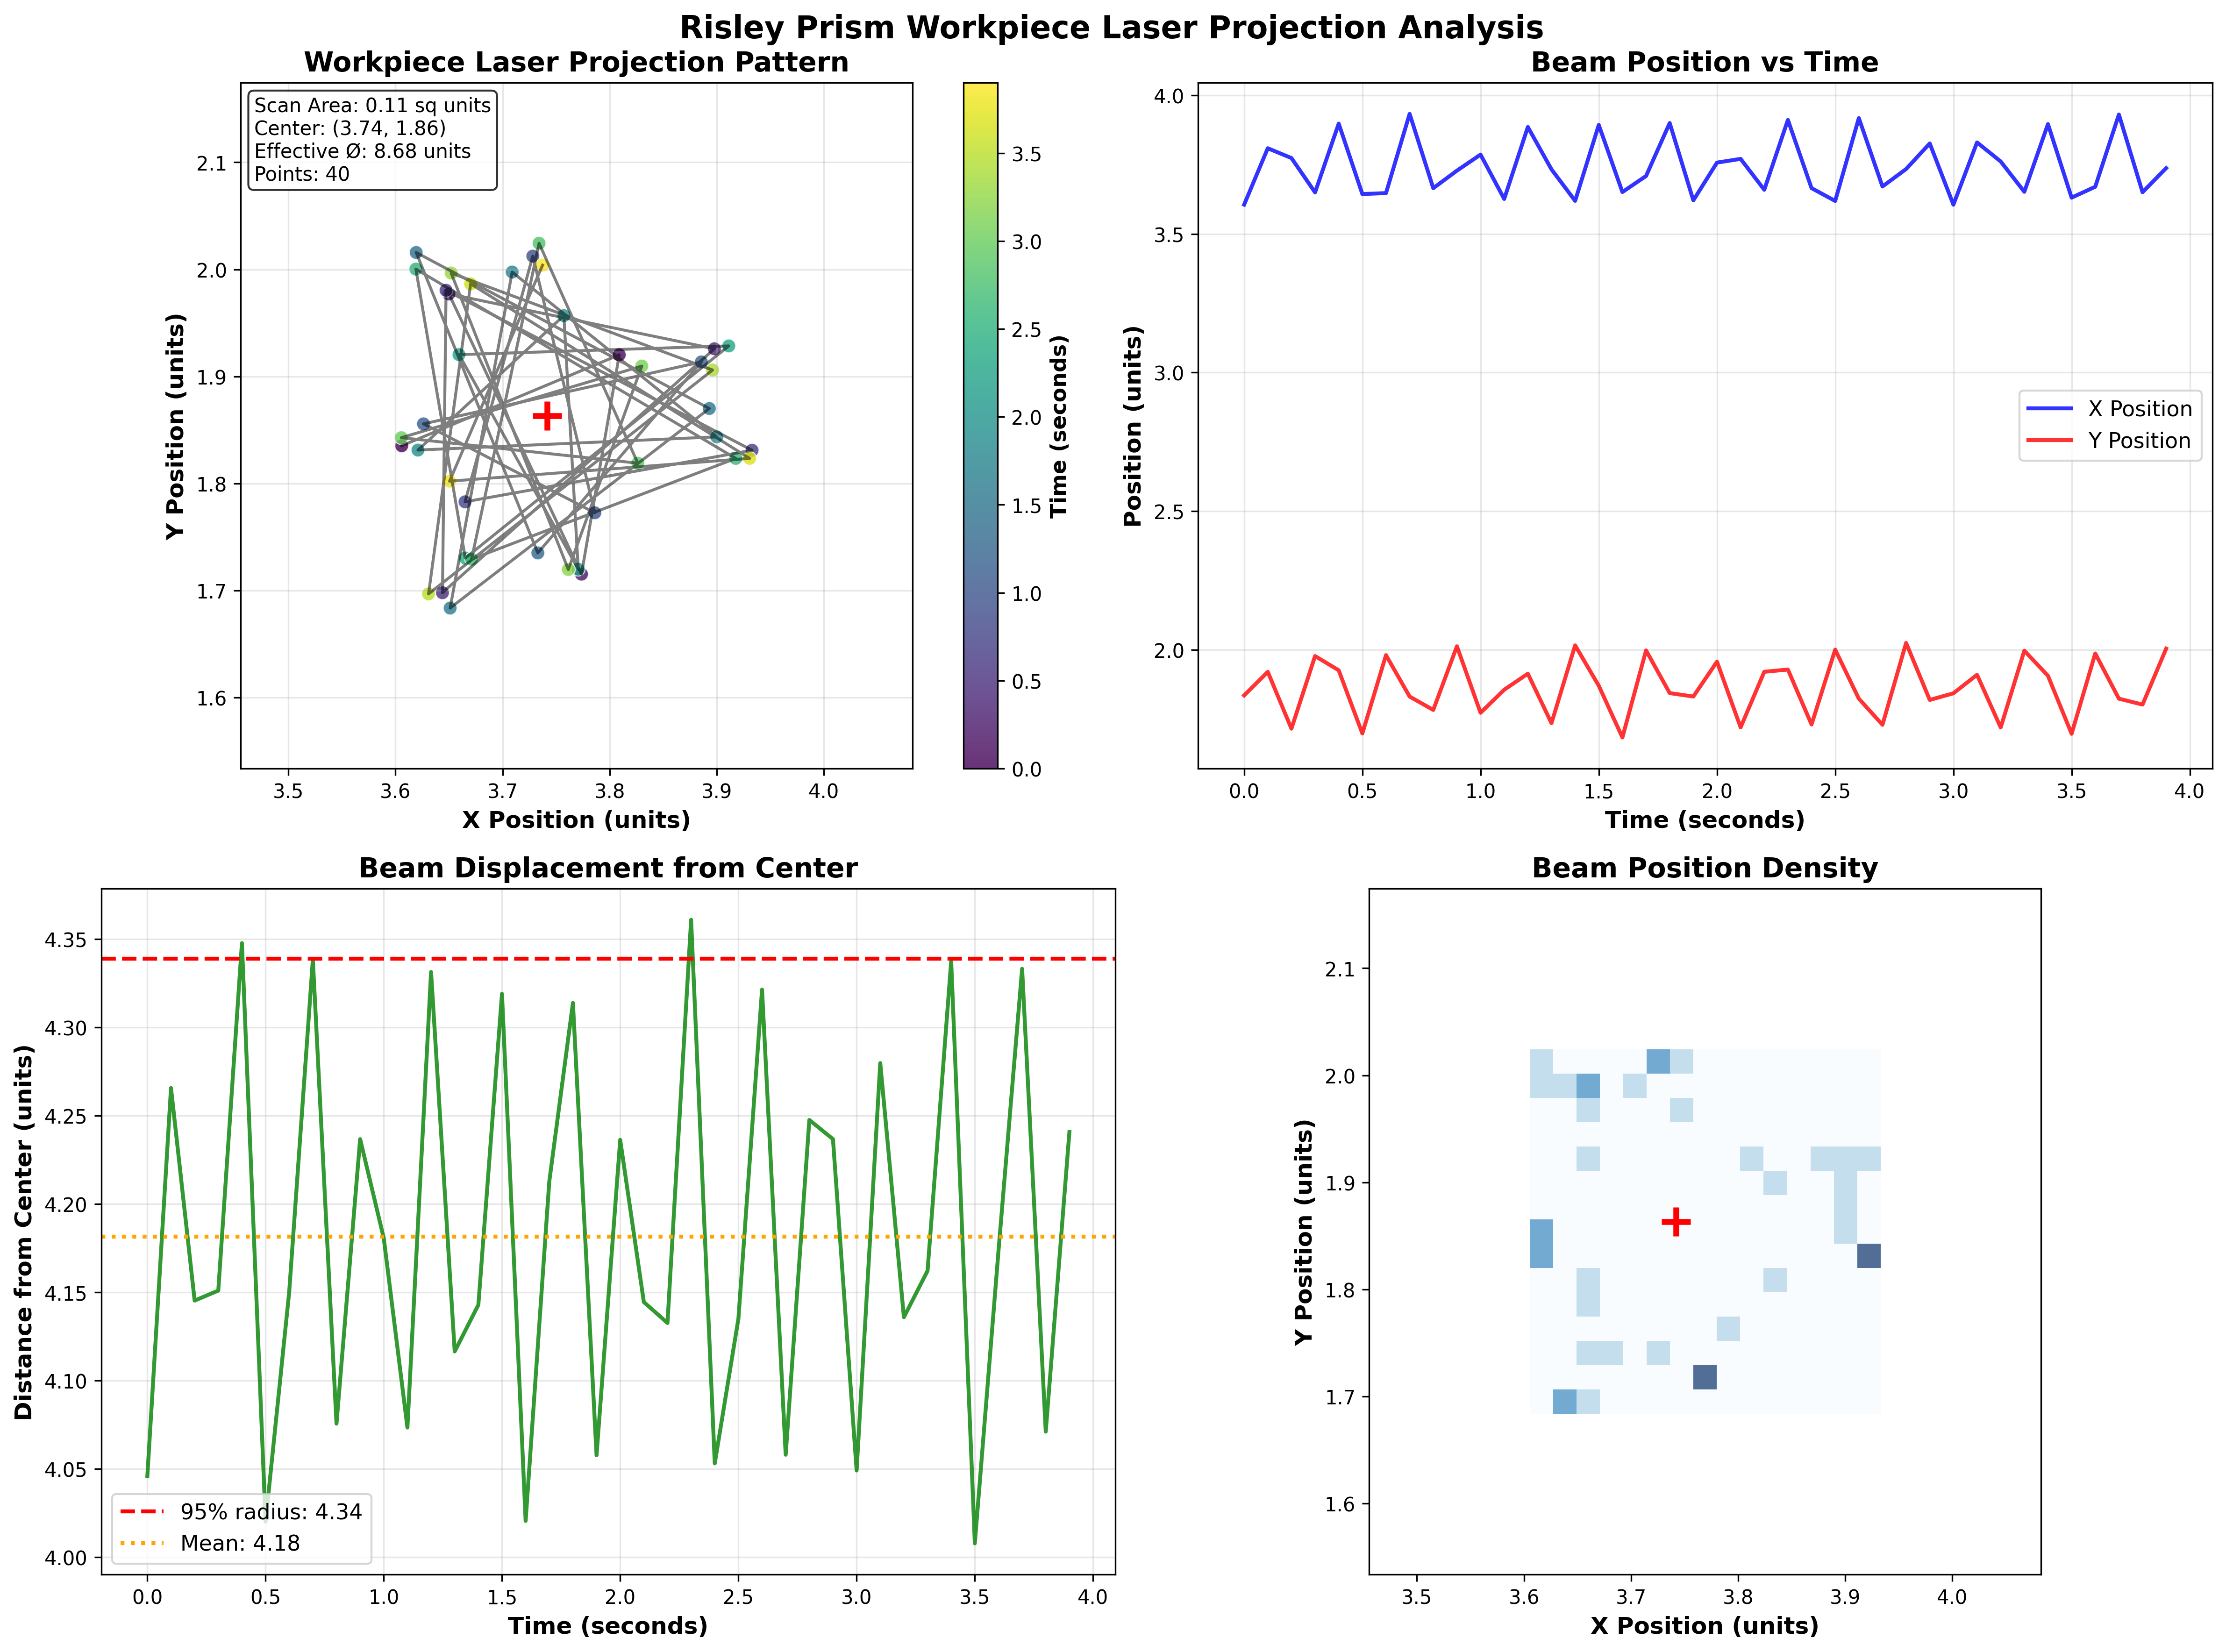 Risley Prism Workpiece Laser Projection Analysis
Workpiece Laser Projection Pattern
Scan Area: 0.11 sq units
Center: (3.74, 1.86)
Effective Ø: 8.68 units
Points: 40
2.1
2.0
1.9
1.8
1.7
1.6
Y Position (units)
3.5
3.6
3.7
3.8
3.9
4.0
X Position (units)
3.5
3.0
2.5
2.0
1.5
1.0
0.5
0.0
Time (seconds)
Beam Position vs Time
4.0
3.5
3.0
2.5
2.0
Position (units)
X Position
Y Position
0.0
0.5
1.0
1.5
2.0
2.5
3.0
3.5
4.0
Time (seconds)
Beam Displacement from Center
4.35
4.30
4.25
4.20
4.15
4.10
4.05
4.00
Distance from Center (units)
95% radius: 4.34
Mean: 4.18
0.0
0.5
1.0
1.5
2.0
2.5
3.0
3.5
4.0
Time (seconds)
Beam Position Density
2.1
2.0
1.9
1.8
1.7
1.6
Y Position (units)
3.5
3.6
3.7
3.8
3.9
4.0
X Position (units)